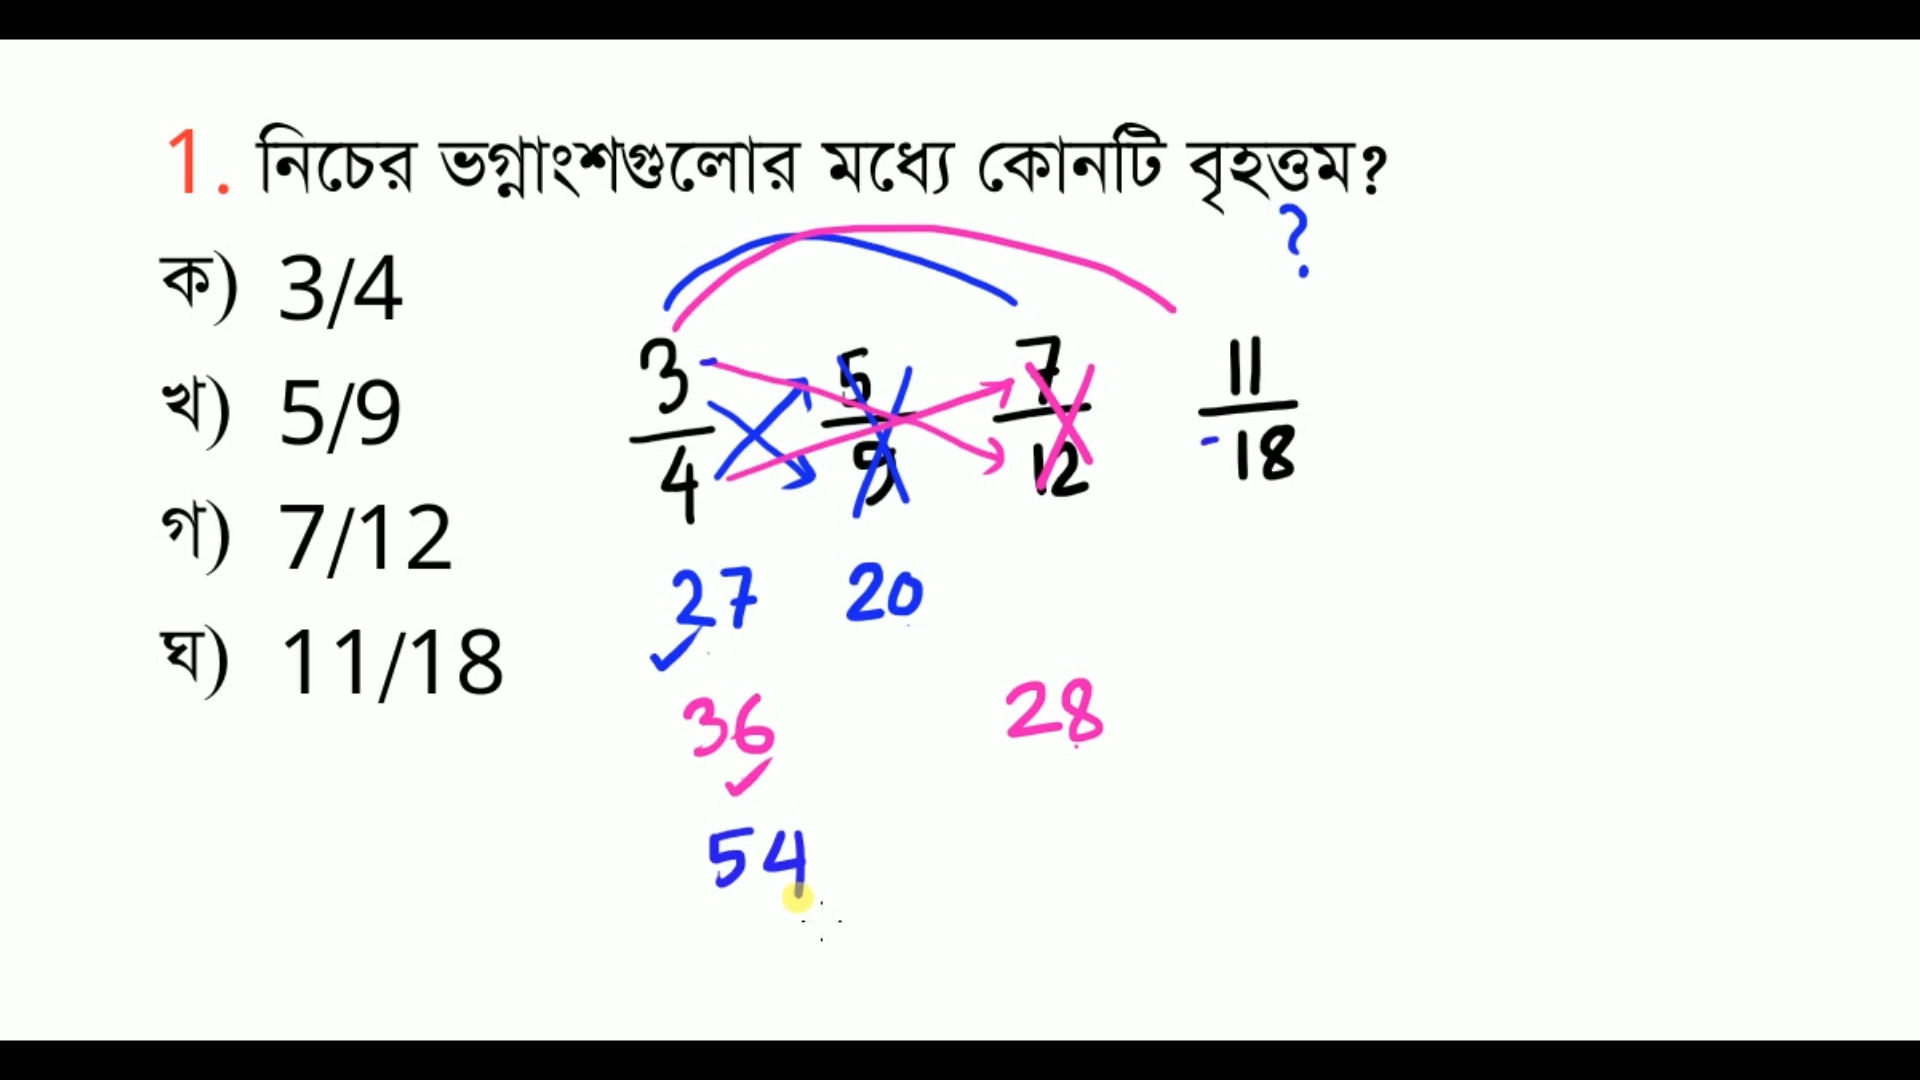 1. নিচের ভগ্নাংশগুলোর মধ্যে কোনটি বৃহত্তম?
?
ক) 3/4
খ) 5/9
গ) 7/12
ঘ) 11/18
3 5 7 11
4 9 12 - 18
27 20
36 28
54